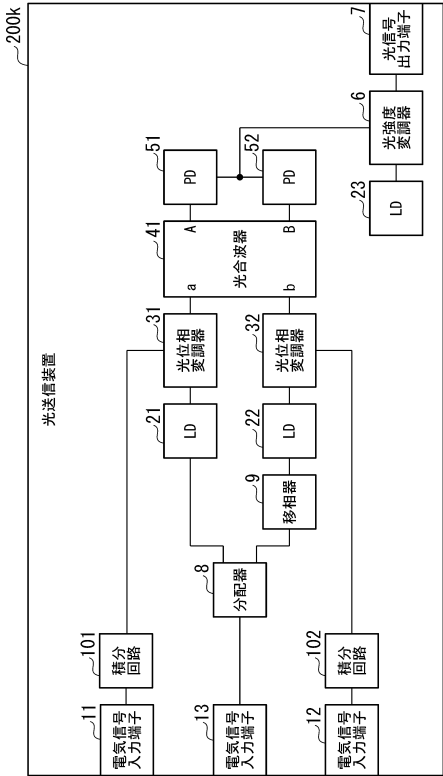 200k
光送信装置
11
電気信号
入力端子
101
積分
回路
13
電気信号
入力端子
8
分配器
12
電気信号
入力端子
102
積分
回路
21
LD
31
光位相
変調器
9
移相器
22
LD
32
光位相
変調器
41
a
A
光合波器
b
B
51
PD
52
PD
23
LD
6
光強度
変調器
7
光信号
出力端子